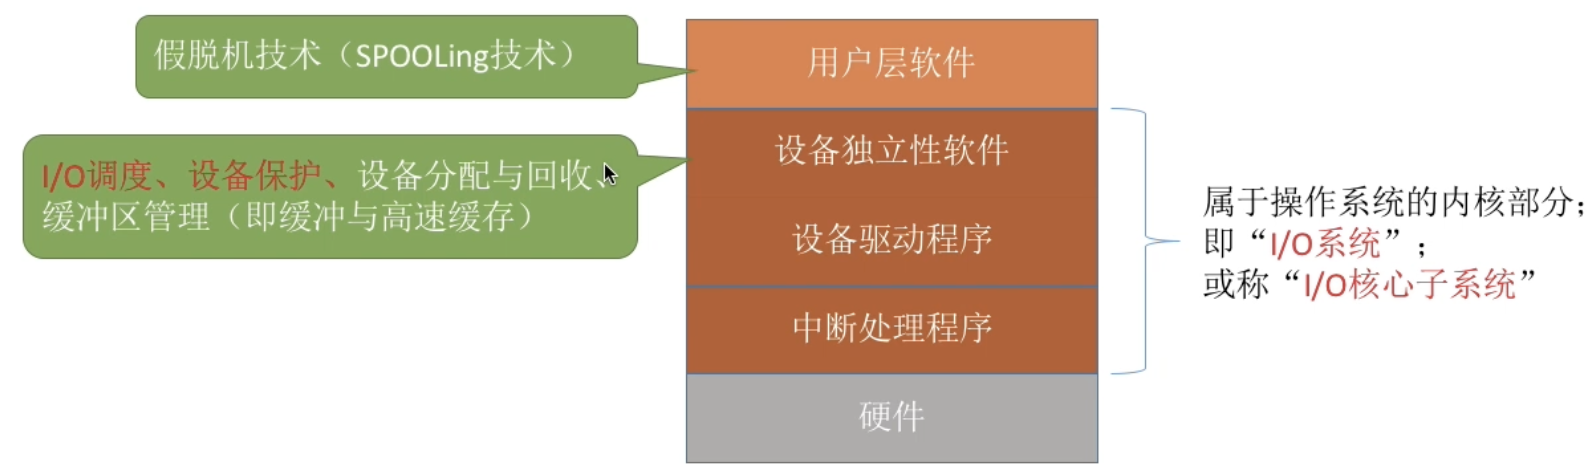 假脱机技术（SPOOLing技术）
用户层软件
I/O调度、设备保护、设备分配与回收、
缓冲区管理（即缓冲与高速缓存）
设备独立性软件
设备驱动程序
中断处理程序
硬件
属于操作系统的内核部分；
即“I/O系统”；
或称“I/O核心子系统”